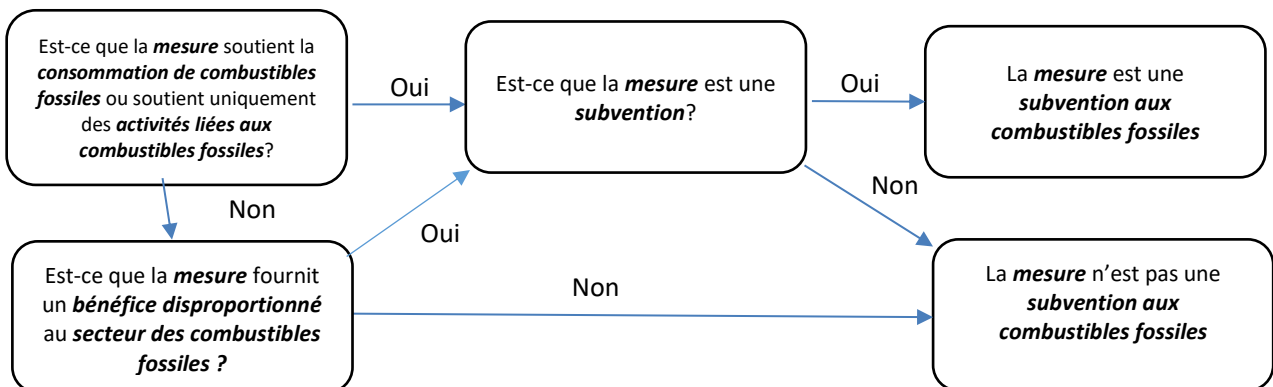 Est-ce que la mesure soutient la
consommation de combustibles
fossiles ou soutient uniquement
des activités liées aux
combustibles fossiles?
Oui
Est-ce que la mesure est une
subvention?
Oui
La mesure est une
subvention aux
combustibles fossiles
Non
Oui
Non
Est-ce que la mesure fournit
un bénéfice disproportionné
au secteur des combustibles
fossiles ?
Non
La mesure n’est pas une
subvention aux
combustibles fossiles